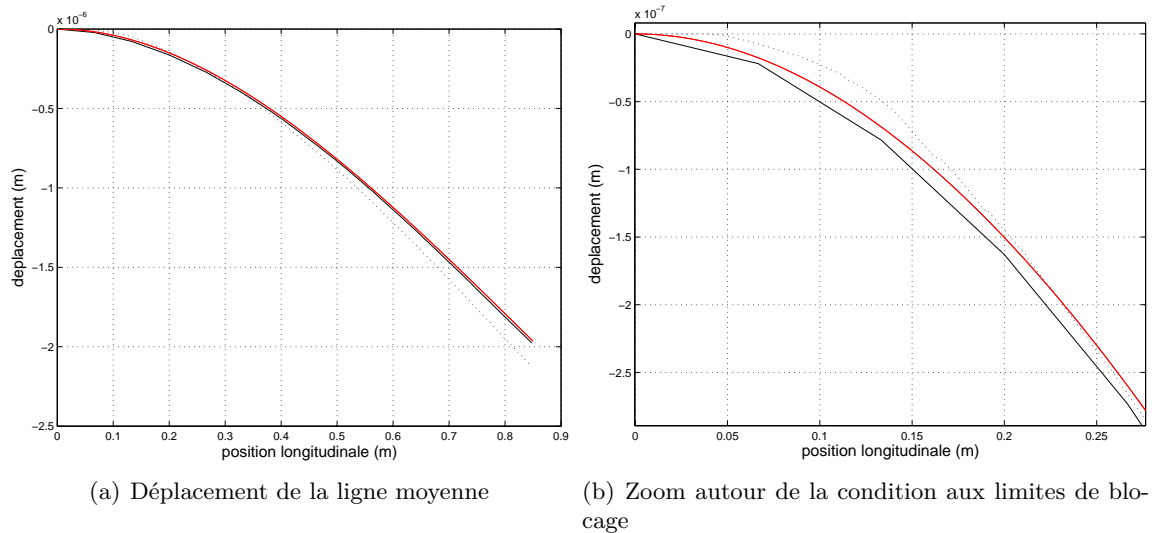 x 10⁻⁶
0
−0.5
−1
−1.5
−2
−2.5
0 0.1 0.2 0.3 0.4 0.5 0.6 0.7 0.8 0.9
deplacement (m)
position longitudinale (m)
(a) Déplacement de la ligne moyenne
x 10⁻⁷
0
−0.5
−1
−1.5
−2
−2.5
0 0.05 0.1 0.15 0.2 0.25
deplacement (m)
position longitudinale (m)
(b) Zoom autour de la condition aux limites de blo-
cage